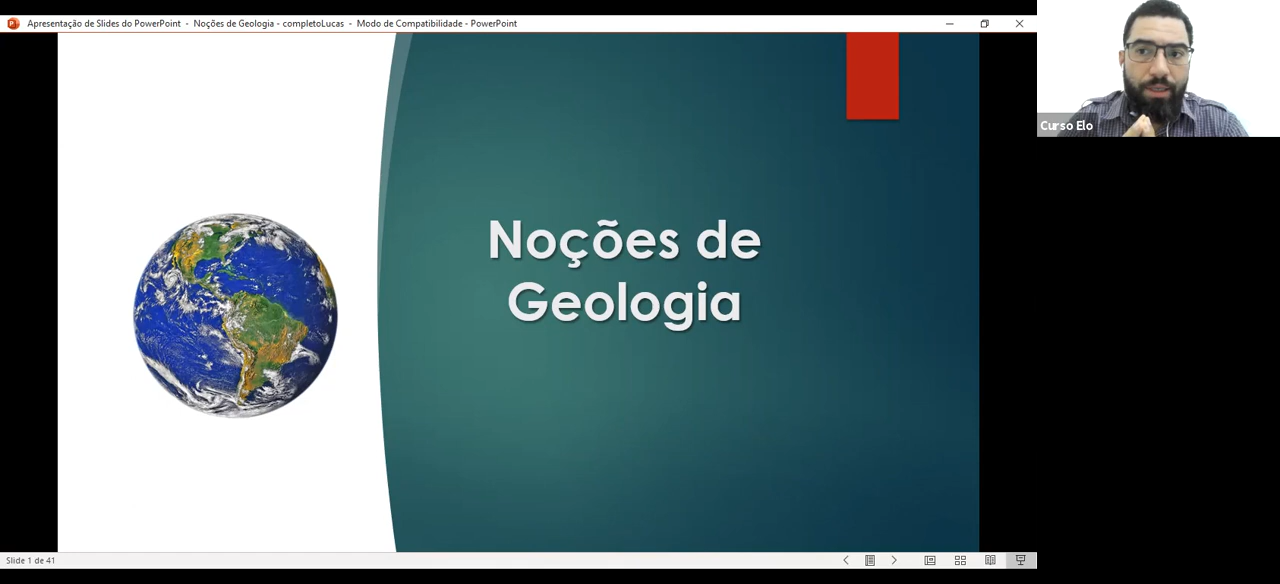 Apresentação de Slides do PowerPoint - Noções de Geologia - completoLucas - Modo de Compatibilidade - PowerPoint
Curso Elo
Noções de
Geologia
Slide 1 de 41